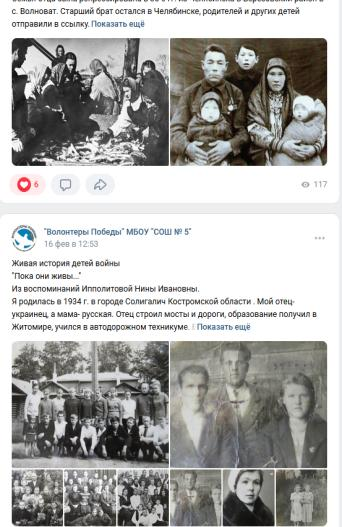 с. Волноват. Старший брат остался в Челябинске, родителей и других детей
отправили в ссылку. Показать ещё
6
117
"Волонтеры Победы" МБОУ "СОШ № 5"
16 фев в 12:53
Живая история детей войны
"Пока они живы..."
Из воспоминаний Ипполитовой Нины Ивановны.
Я родилась в 1934 г. в городе Солигалич Костромской области . Мой отец-
украинец, а мама- русская. Отец строил мосты и дороги, образование получил в
Житомире, учился в автодорожном техникуме. Показать ещё